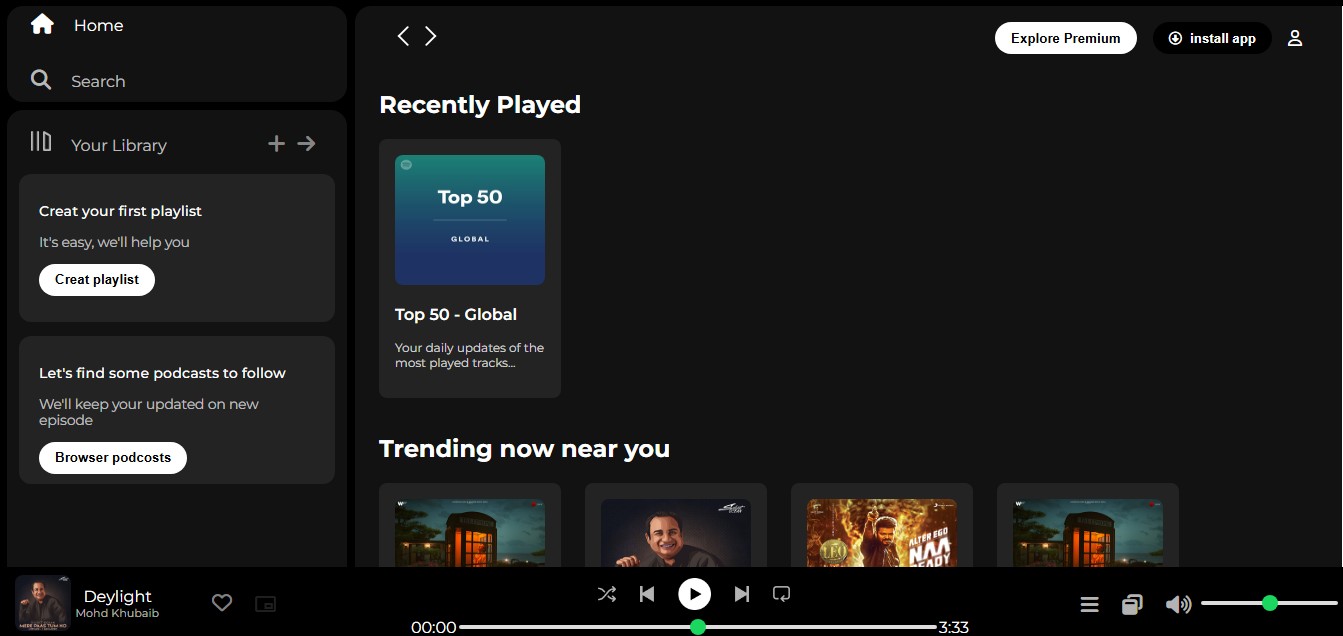 Home
Search
Your Library
Creat your first playlist
It's easy, we'll help you
Creat playlist
Let's find some podcasts to follow
We'll keep your updated on new
episode
Browser podcosts
Explore Premium
install app
Recently Played
Top 50
GLOBAL
Top 50 - Global
Your daily updates of the
most played tracks...
Trending now near you
LEO
ALTER EGO
NAA
READY
Deylight
Mohd Khubaib
MERE PAAS TUM HO
00:00
3:33